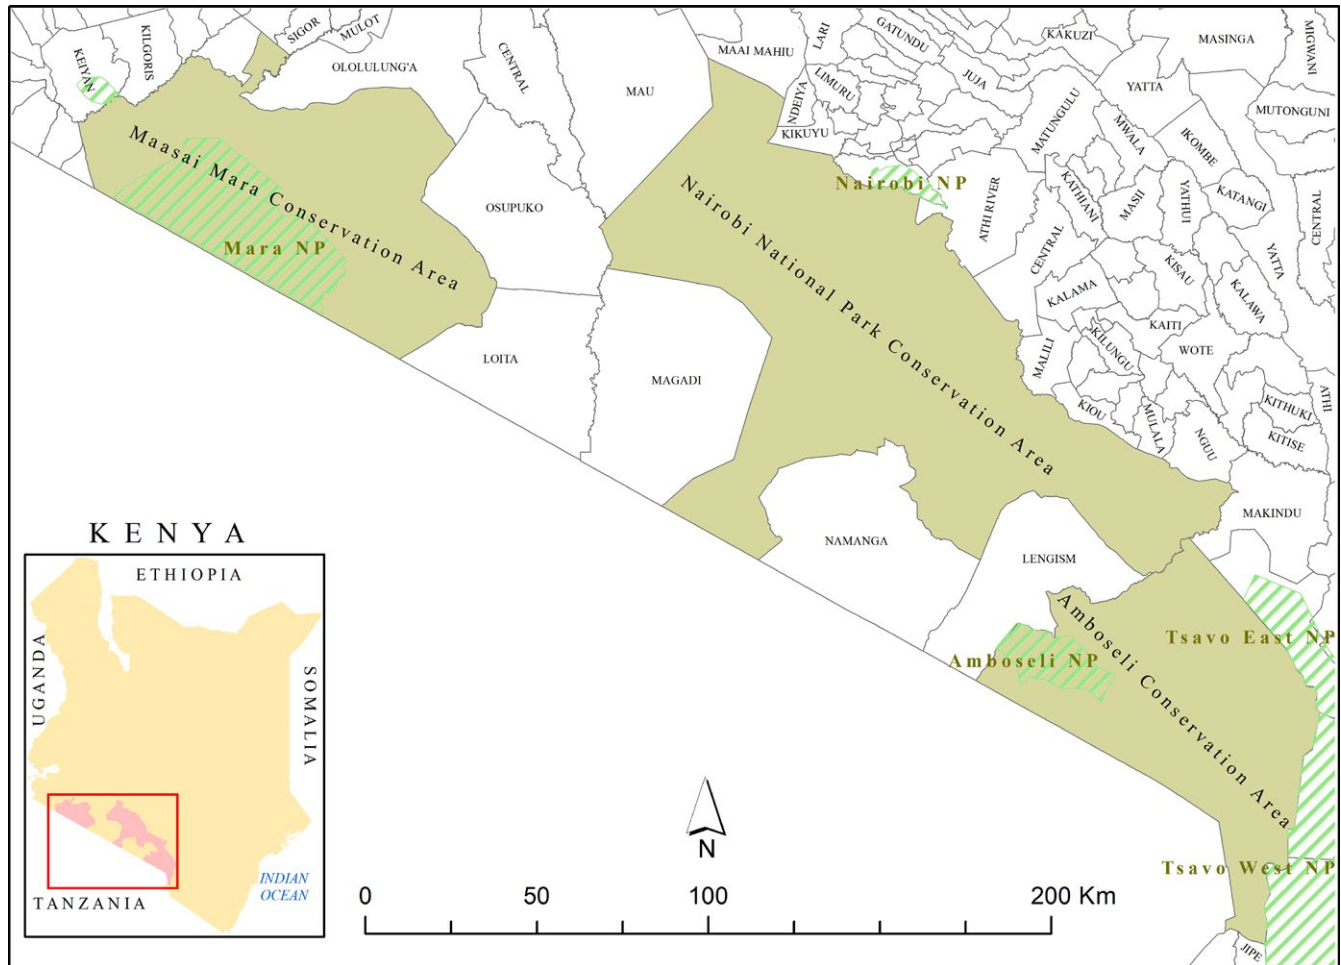 SIGOR
MULOT
KEIYAN
KILGORIS
OLOLULUNG'A
CENTRAL
MAU
MAAI MAHIU
LARI
GATUNDU
KAKUZI
MASINGA
MIGWANI
NDEIYA
LIMURU
JUJA
YATTA
MUTONGUNI
KIKUYU
MATUNGULU
MWALA
IKOMBE
Maasai Mara Conservation Area
Mara NP
OSUPUKO
Nairobi NP
Nairobi National Park Conservation Area
ATHI RIVER
KATHIANI
MASII
YATHUI
KATANGI
CENTRAL
CENTRAL
KISAU
YATTA
KALAMA
KALAWA
KAITI
MALILI
KILUNGU
WOTE
LOITA
MAGADI
KIOU
MULALA
NGUU
KITHUKI
KITISE
ATHI
MAKINDU
NAMANGA
LENGISM
Amboseli NP
Amboseli Conservation Area
Tsavo East NP
Tsavo West NP
JIPE
KENYA
ETHIOPIA
UGANDA
SOMALIA
TANZANIA
INDIAN
OCEAN
N
0 50 100 200 Km